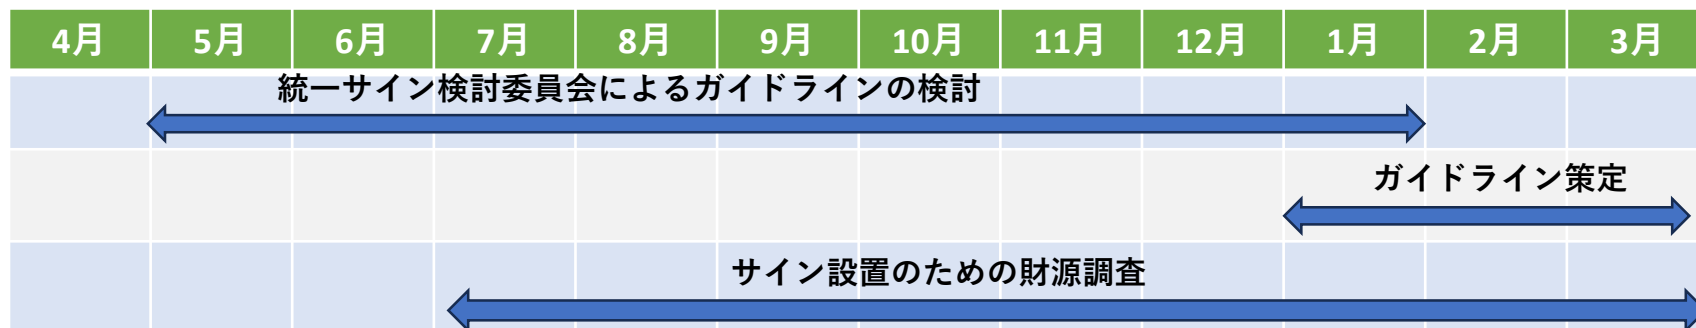 4月 5月 6月 7月 8月 9月 10月 11月 12月 1月 2月 3月
統一サイン検討委員会によるガイドラインの検討
ガイドライン策定
サイン設置のための財源調査